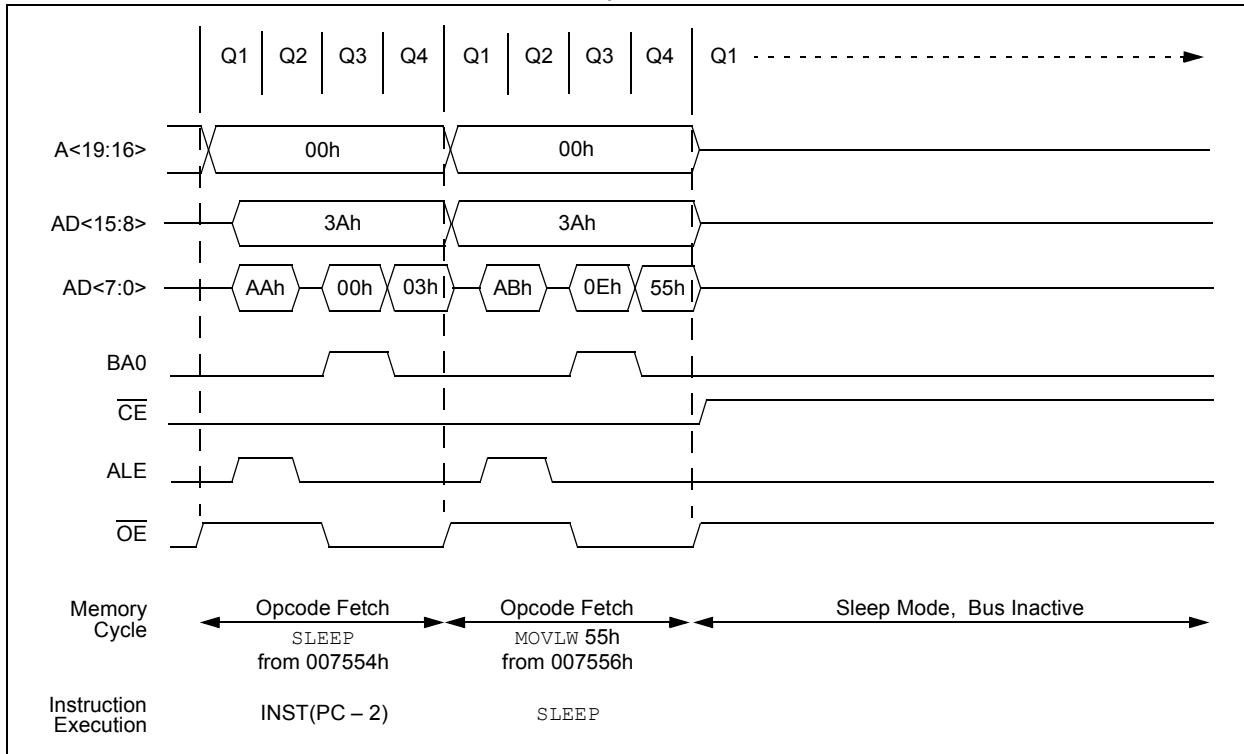 Q1 Q2 Q3 Q4 Q1 Q2 Q3 Q4 Q1
A<19:16> 00h 00h
AD<15:8> 3Ah 3Ah
AD<7:0> AAh 00h 03h ABh 0Eh 55h
BA0
CE
ALE
OE
Memory Opcode Fetch Opcode Fetch Sleep Mode, Bus Inactive
Cycle SLEEP MOVLW 55h
from 007554h from 007556h
Instruction INST(PC – 2) SLEEP
Execution